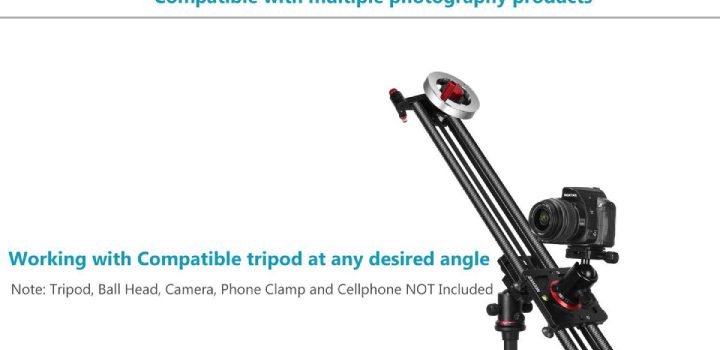 Compatible with multiple photography products
PENTAX
Working with Compatible tripod at any desired angle
Note: Tripod, Ball Head, Camera, Phone Clamp and Cellphone NOT Included